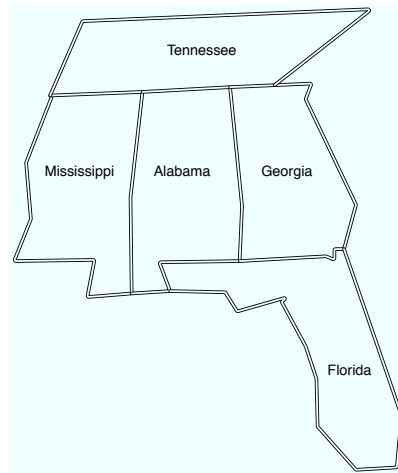 Tennessee
Mississippi
Alabama
Georgia
Florida